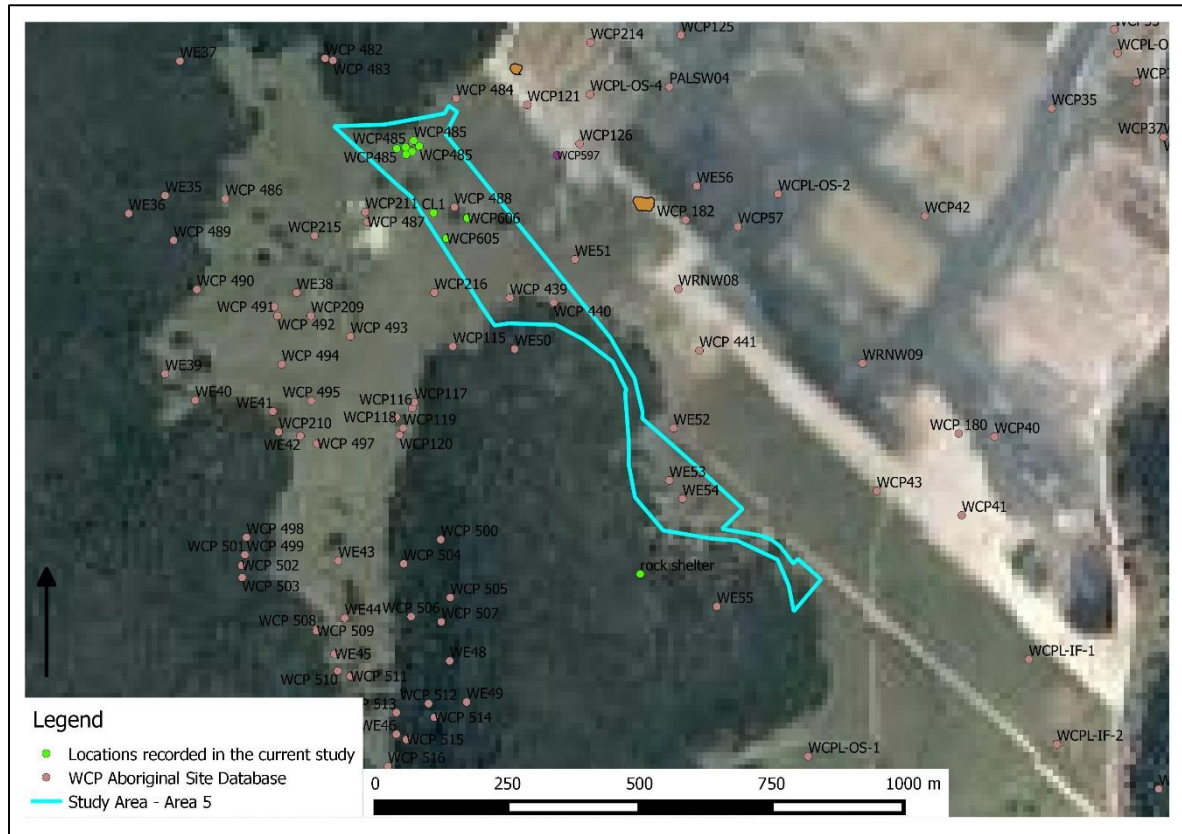 WCP 482
WE37
WCP 483
WCP214
WCP125
WCPL-OS-4
PALSW04
WCP 484
WCP121
WCP35
WCP485
WCP485
WCP126
WCP37
WCP485
WCP485
WCP597
WE35
WCP 486
WE56
WCPL-OS-2
WE36
WCP211
CL1
WCP 488
WCP 487
WCP606
WCP 182
WCP57
WCP42
WCP 489
WCP215
WCP605
WE51
WCP 490
WE38
WCP216
WCP 439
WRNW08
WCP 491
WCP209
WCP 440
WCP 492
WCP 493
WCP115
WE50
WCP 441
WCP 494
WRNW09
WE39
WE40
WCP 495
WCP116
WCP117
WE41
WCP118
WCP119
WE52
WCP210
WCP120
WCP 180
WCP40
WE42
WCP 497
WE53
WE54
WCP43
WCP41
WCP 498
WCP 500
WCP 501
WCP 499
WCP 502
WE43
WCP 504
WCP 503
rock shelter
WCP 505
WE44
WCP 506
WCP 507
WE55
WCP 508
WCP 509
WE45
WE48
WCPL-IF-1
WCP 510
WCP 511
WCP 512
WE49
513
WCP 514
WE46
WCP 515
WCPL-OS-1
WCPL-IF-2
WCP 516
Legend
Locations recorded in the current study
WCP Aboriginal Site Database
Study Area - Area 5
0 250 500 750 1000 m